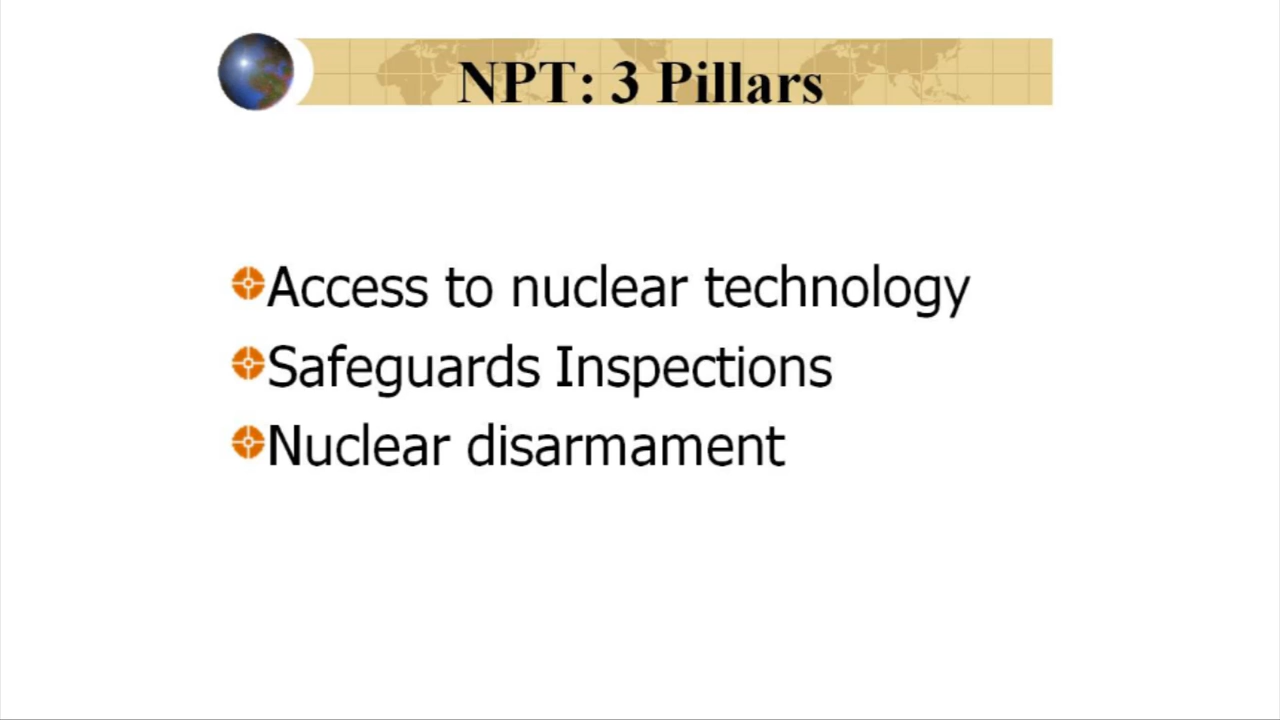 NPT: 3 Pillars
Access to nuclear technology
Safeguards Inspections
Nuclear disarmament